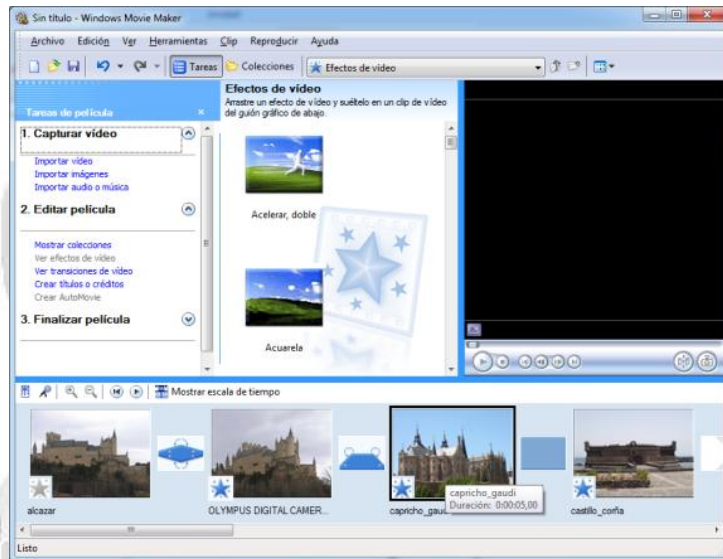 Sin título - Windows Movie Maker
Archivo Edición Ver Herramientas Clip Reproducir Ayuda
Tareas Colecciones Efectos de vídeo
Tareas de película
1. Capturar vídeo
Importar vídeo
Importar imágenes
Importar audio o música
2. Editar película
Mostrar colecciones
Ver efectos de vídeo
Ver transiciones de vídeo
Crear títulos o créditos
Crear AutoMovie
3. Finalizar película
Efectos de vídeo
Arrastre un efecto de vídeo y suéltelo en un clip de vídeo
del guión gráfico de abajo.
Acelerar, doble
Acuarela
Mostrar escala de tiempo
alcazar
OLYMPUS DIGITAL CAMER...
capricho_gaudi
capricho_gaudi
Duración: 0:00:05,00
castillo_corña
Listo